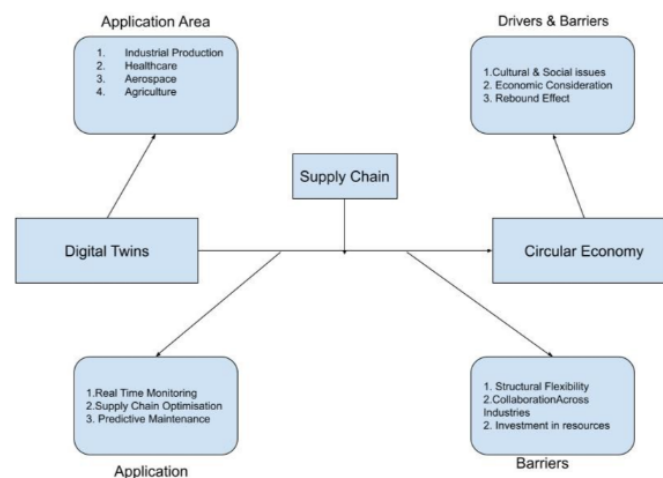 Application Area
1. Industrial Production
2. Healthcare
3. Aerospace
4. Agriculture
Drivers & Barriers
1.Cultural & Social issues
2. Economic Consideration
3. Rebound Effect
Supply Chain
Digital Twins
Circular Economy
1.Real Time Monitoring
2.Supply Chain Optimisation
3. Predictive Maintenance
Application
1. Structural Flexibility
2.CollaborationAcross
Industries
2. Investment in resources
Barriers